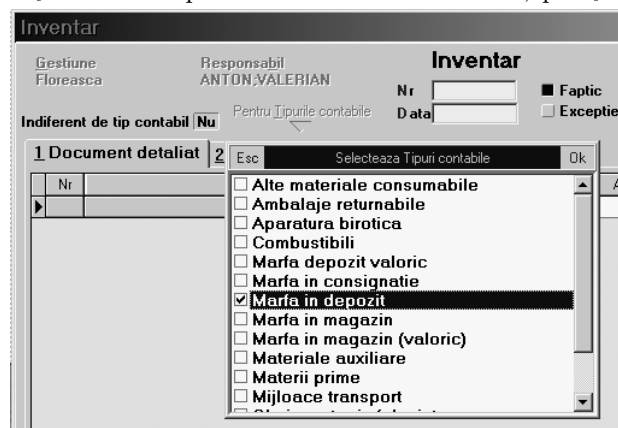 Inventar
Gestiune Responsabil Inventar
Floreasca ANTON;VALERIAN Nr Faptic
Indiferent de tip contabil Nu Pentru Tipurile contabile Data Exceptie
1 Document detaliat 2 Esc Selecteaza Tipuri contabile Ok
Nr A
Alte materiale consumabile
Ambalaje returnabile
Aparatura birotica
Combustibili
Marfa depozit valoric
Marfa in consignatie
Marfa in depozit
Marfa in magazin
Marfa in magazin (valoric)
Materiale auxiliare
Materii prime
Mijloace transport